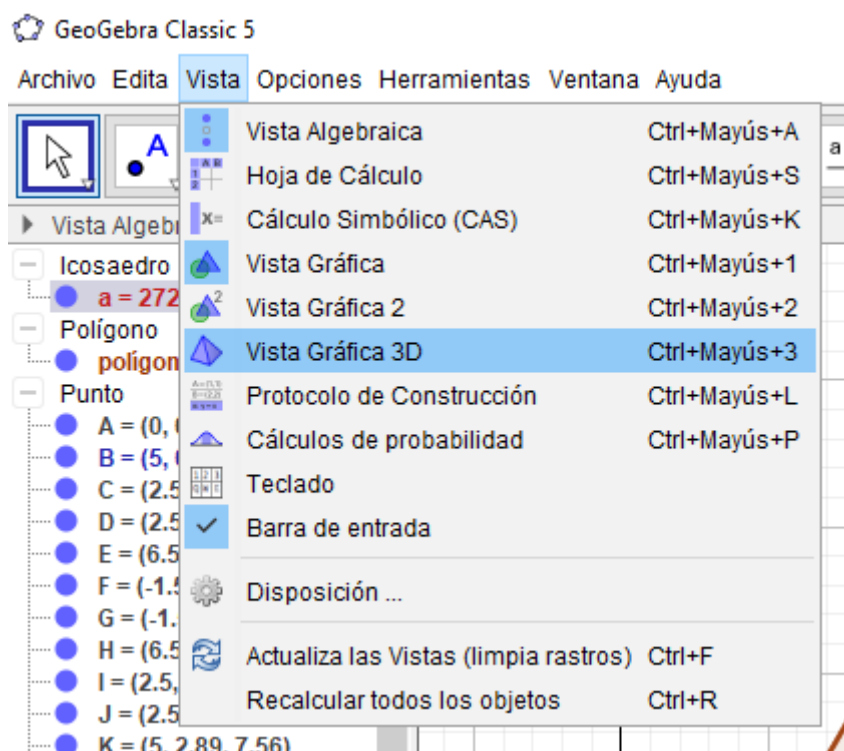 GeoGebra Classic 5
Archivo Edita Vista Opciones Herramientas Ventana Ayuda
A
a
Vista Algebraica Ctrl+Mayús+A
Hoja de Cálculo Ctrl+Mayús+S
Cálculo Simbólico (CAS) Ctrl+Mayús+K
Vista Gráfica Ctrl+Mayús+1
Vista Gráfica 2 Ctrl+Mayús+2
Vista Gráfica 3D Ctrl+Mayús+3
Protocolo de Construcción Ctrl+Mayús+L
Cálculos de probabilidad Ctrl+Mayús+P
Teclado
Barra de entrada
Disposición ...
Actualiza las Vistas (limpia rastros) Ctrl+F
Recalcular todos los objetos Ctrl+R
Vista Algebr
Icosaedro
a = 272
Polígono
polígon
Punto
A = (0,
B = (5,
C = (2.5
D = (2.5
E = (6.5
F = (-1.5
G = (-1.
H = (6.5
I = (2.5,
J = (2.5
K = (5, 2.89, 7.56)